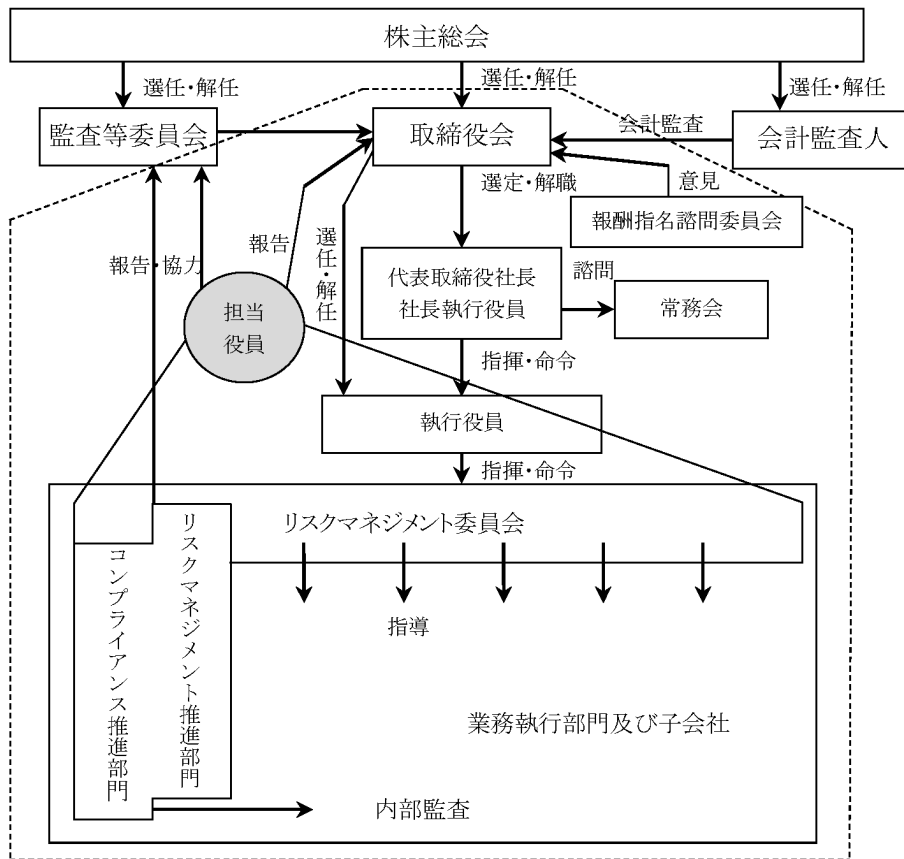 株主総会
選任・解任
選任・解任
選任・解任
監査等委員会
取締役会
会計監査
会計監査人
選定・解職
意見
報酬指名諮問委員会
報告
選任・解任
報告・協力
代表取締役社長
社長執行役員
諮問
常務会
担当
役員
指揮・命令
執行役員
指揮・命令
リスクマネジメント委員会
リスクマネジメント推進部門
コンプライアンス推進部門
指導
業務執行部門及び子会社
内部監査